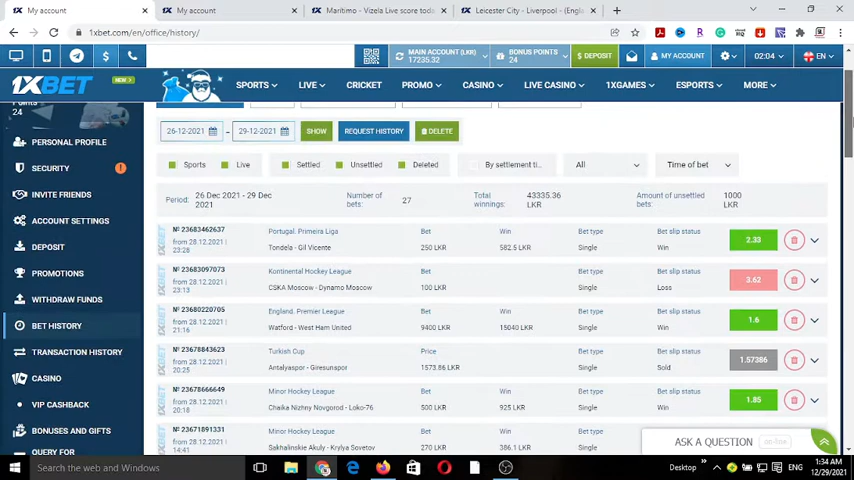 My account
My account
Marítimo - Vizela Live score toda
Leicester City - Liverpool - (Engla
1xbet.com/en/office/history/
$
MAIN ACCOUNT (LKR)
17235.32
BONUS POINTS
24
DEPOSIT
MY ACCOUNT
02:04
EN
1XBET
NEW
SPORTS
LIVE
CRICKET
PROMO
CASINO
LIVE CASINO
1XGAMES
ESPORTS
MORE
24
PERSONAL PROFILE
SECURITY
INVITE FRIENDS
ACCOUNT SETTINGS
DEPOSIT
PROMOTIONS
WITHDRAW FUNDS
BET HISTORY
TRANSACTION HISTORY
CASINO
VIP CASHBACK
BONUSES AND GIFTS
QUERY FOR
26-12-2021 – 29-12-2021 SHOW REQUEST HISTORY DELETE
Sports Live Settled Unsettled Deleted By settlement ti... All Time of bet
Period: 26 Dec 2021 - 29 Dec 2021
Number of bets: 27
Total winnings: 43335.36 LKR
Amount of unsettled bets: 1000 LKR
№ 23683462637 Portugal. Primeira Liga Bet Win Bet type Bet slip status
from 28.12.2021 | 23:28 Tondela - Gil Vicente 250 LKR 582.5 LKR Single Win 2.33
№ 23683097073 Kontinental Hockey League Bet Bet type Bet slip status
from 28.12.2021 | 23:13 CSKA Moscow - Dynamo Moscow 100 LKR Single Loss 3.62
№ 23680220705 England. Premier League Bet Win Bet type Bet slip status
from 28.12.2021 | 21:16 Watford - West Ham United 9400 LKR 15040 LKR Single Win 1.6
№ 23678843623 Turkish Cup Price Bet type Bet slip status
from 28.12.2021 | 20:25 Antalyaspor - Giresunspor 1573.86 LKR Single Sold 1.57386
№ 23678666649 Minor Hockey League Bet Win Bet type Bet slip status
from 28.12.2021 | 20:18 Chaika Nizhny Novgorod - Loko-76 500 LKR 925 LKR Single Win 1.85
№ 23671891331 Minor Hockey League Bet Win Bet type Bet slip status
from 28.12.2021 | 14:41 Sakhalinskie Akuly - Krylya Sovetov 270 LKR 386.1 LKR Single
ASK A QUESTION
Search the web and Windows
Desktop
ENG
1:34 AM
12/29/2021